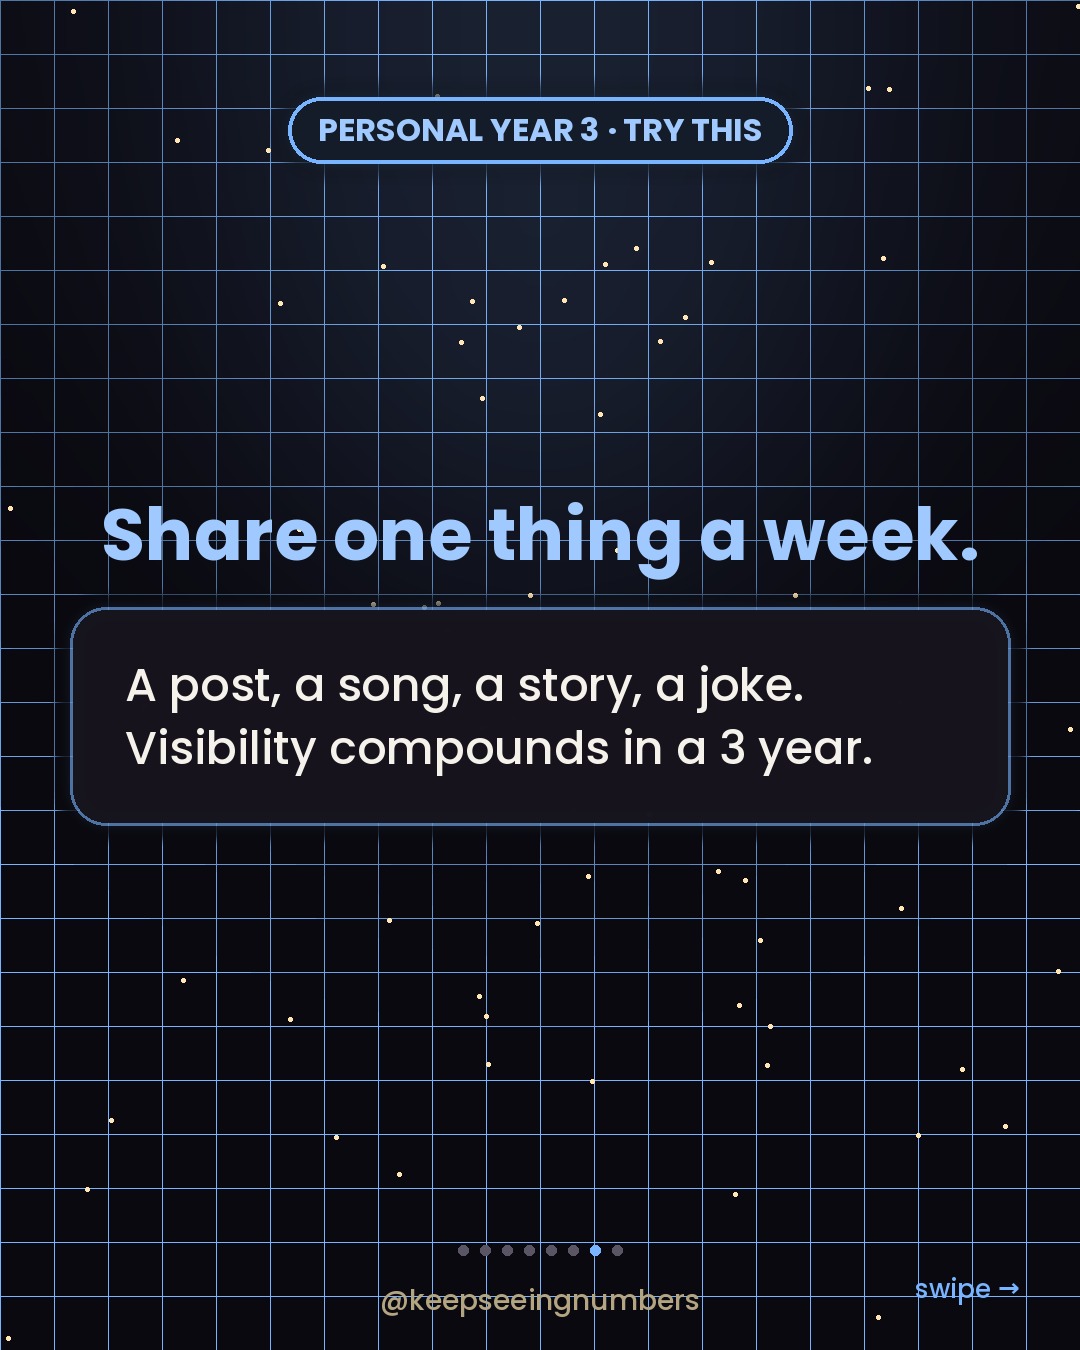 PERSONAL YEAR 3 · TRY THIS
Share one thing a week.
A post, a song, a story, a joke.
Visibility compounds in a 3 year.
@keepseeingnumbers
swipe →